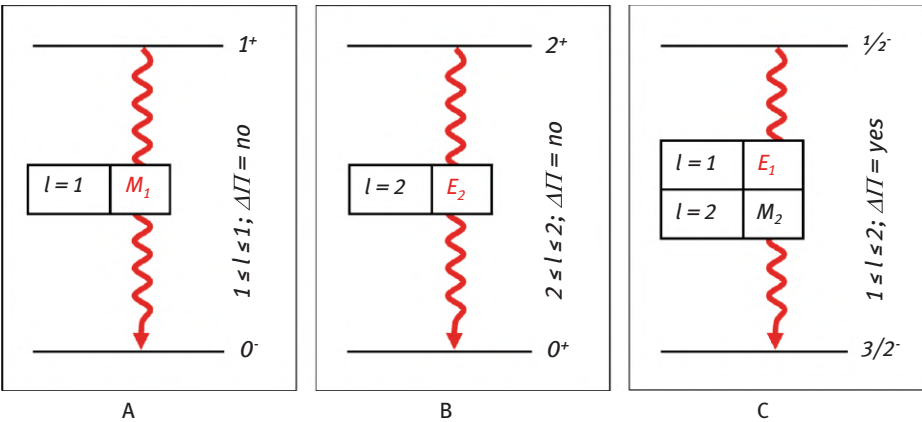 1⁺
l = 1 M₁
1 ≤ l ≤ 1; ΔΠ = no
0⁻
A
2⁺
l = 2 E₂
2 ≤ l ≤ 2; ΔΠ = no
0⁺
B
½⁻
l = 1 E₁
l = 2 M₂
1 ≤ l ≤ 2; ΔΠ = yes
3/2⁻
C